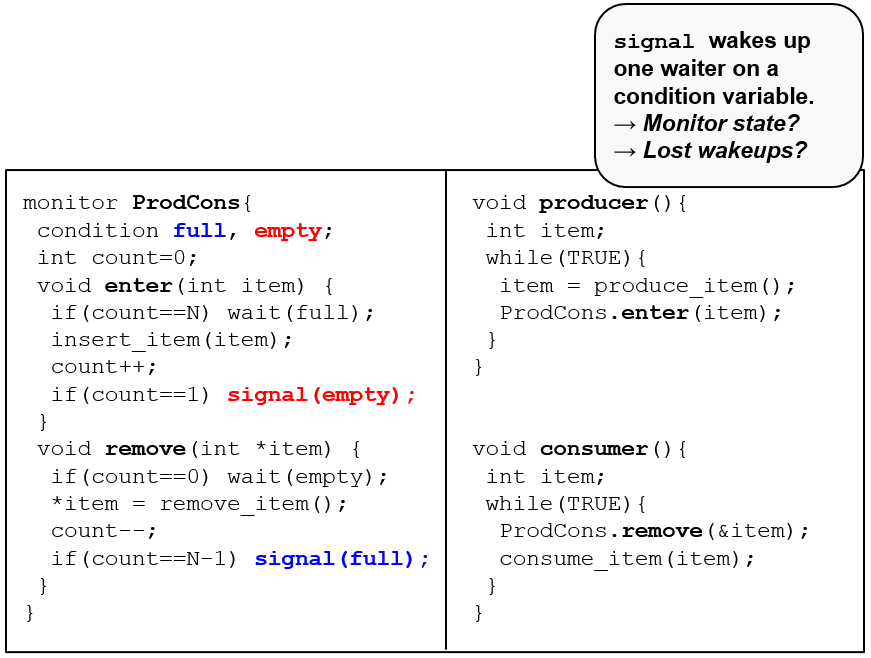 signal wakes up
one waiter on a
condition variable.
→ Monitor state?
→ Lost wakeups?
monitor ProdCons{
condition full, empty;
int count=0;
void enter(int item) {
if(count==N) wait(full);
insert_item(item);
count++;
if(count==1) signal(empty);
}
void remove(int *item) {
if(count==0) wait(empty);
*item = remove_item();
count--;
if(count==N-1) signal(full);
}
}
void producer(){
int item;
while(TRUE){
item = produce_item();
ProdCons.enter(item);
}
}
void consumer(){
int item;
while(TRUE){
ProdCons.remove(&item);
consume_item(item);
}
}